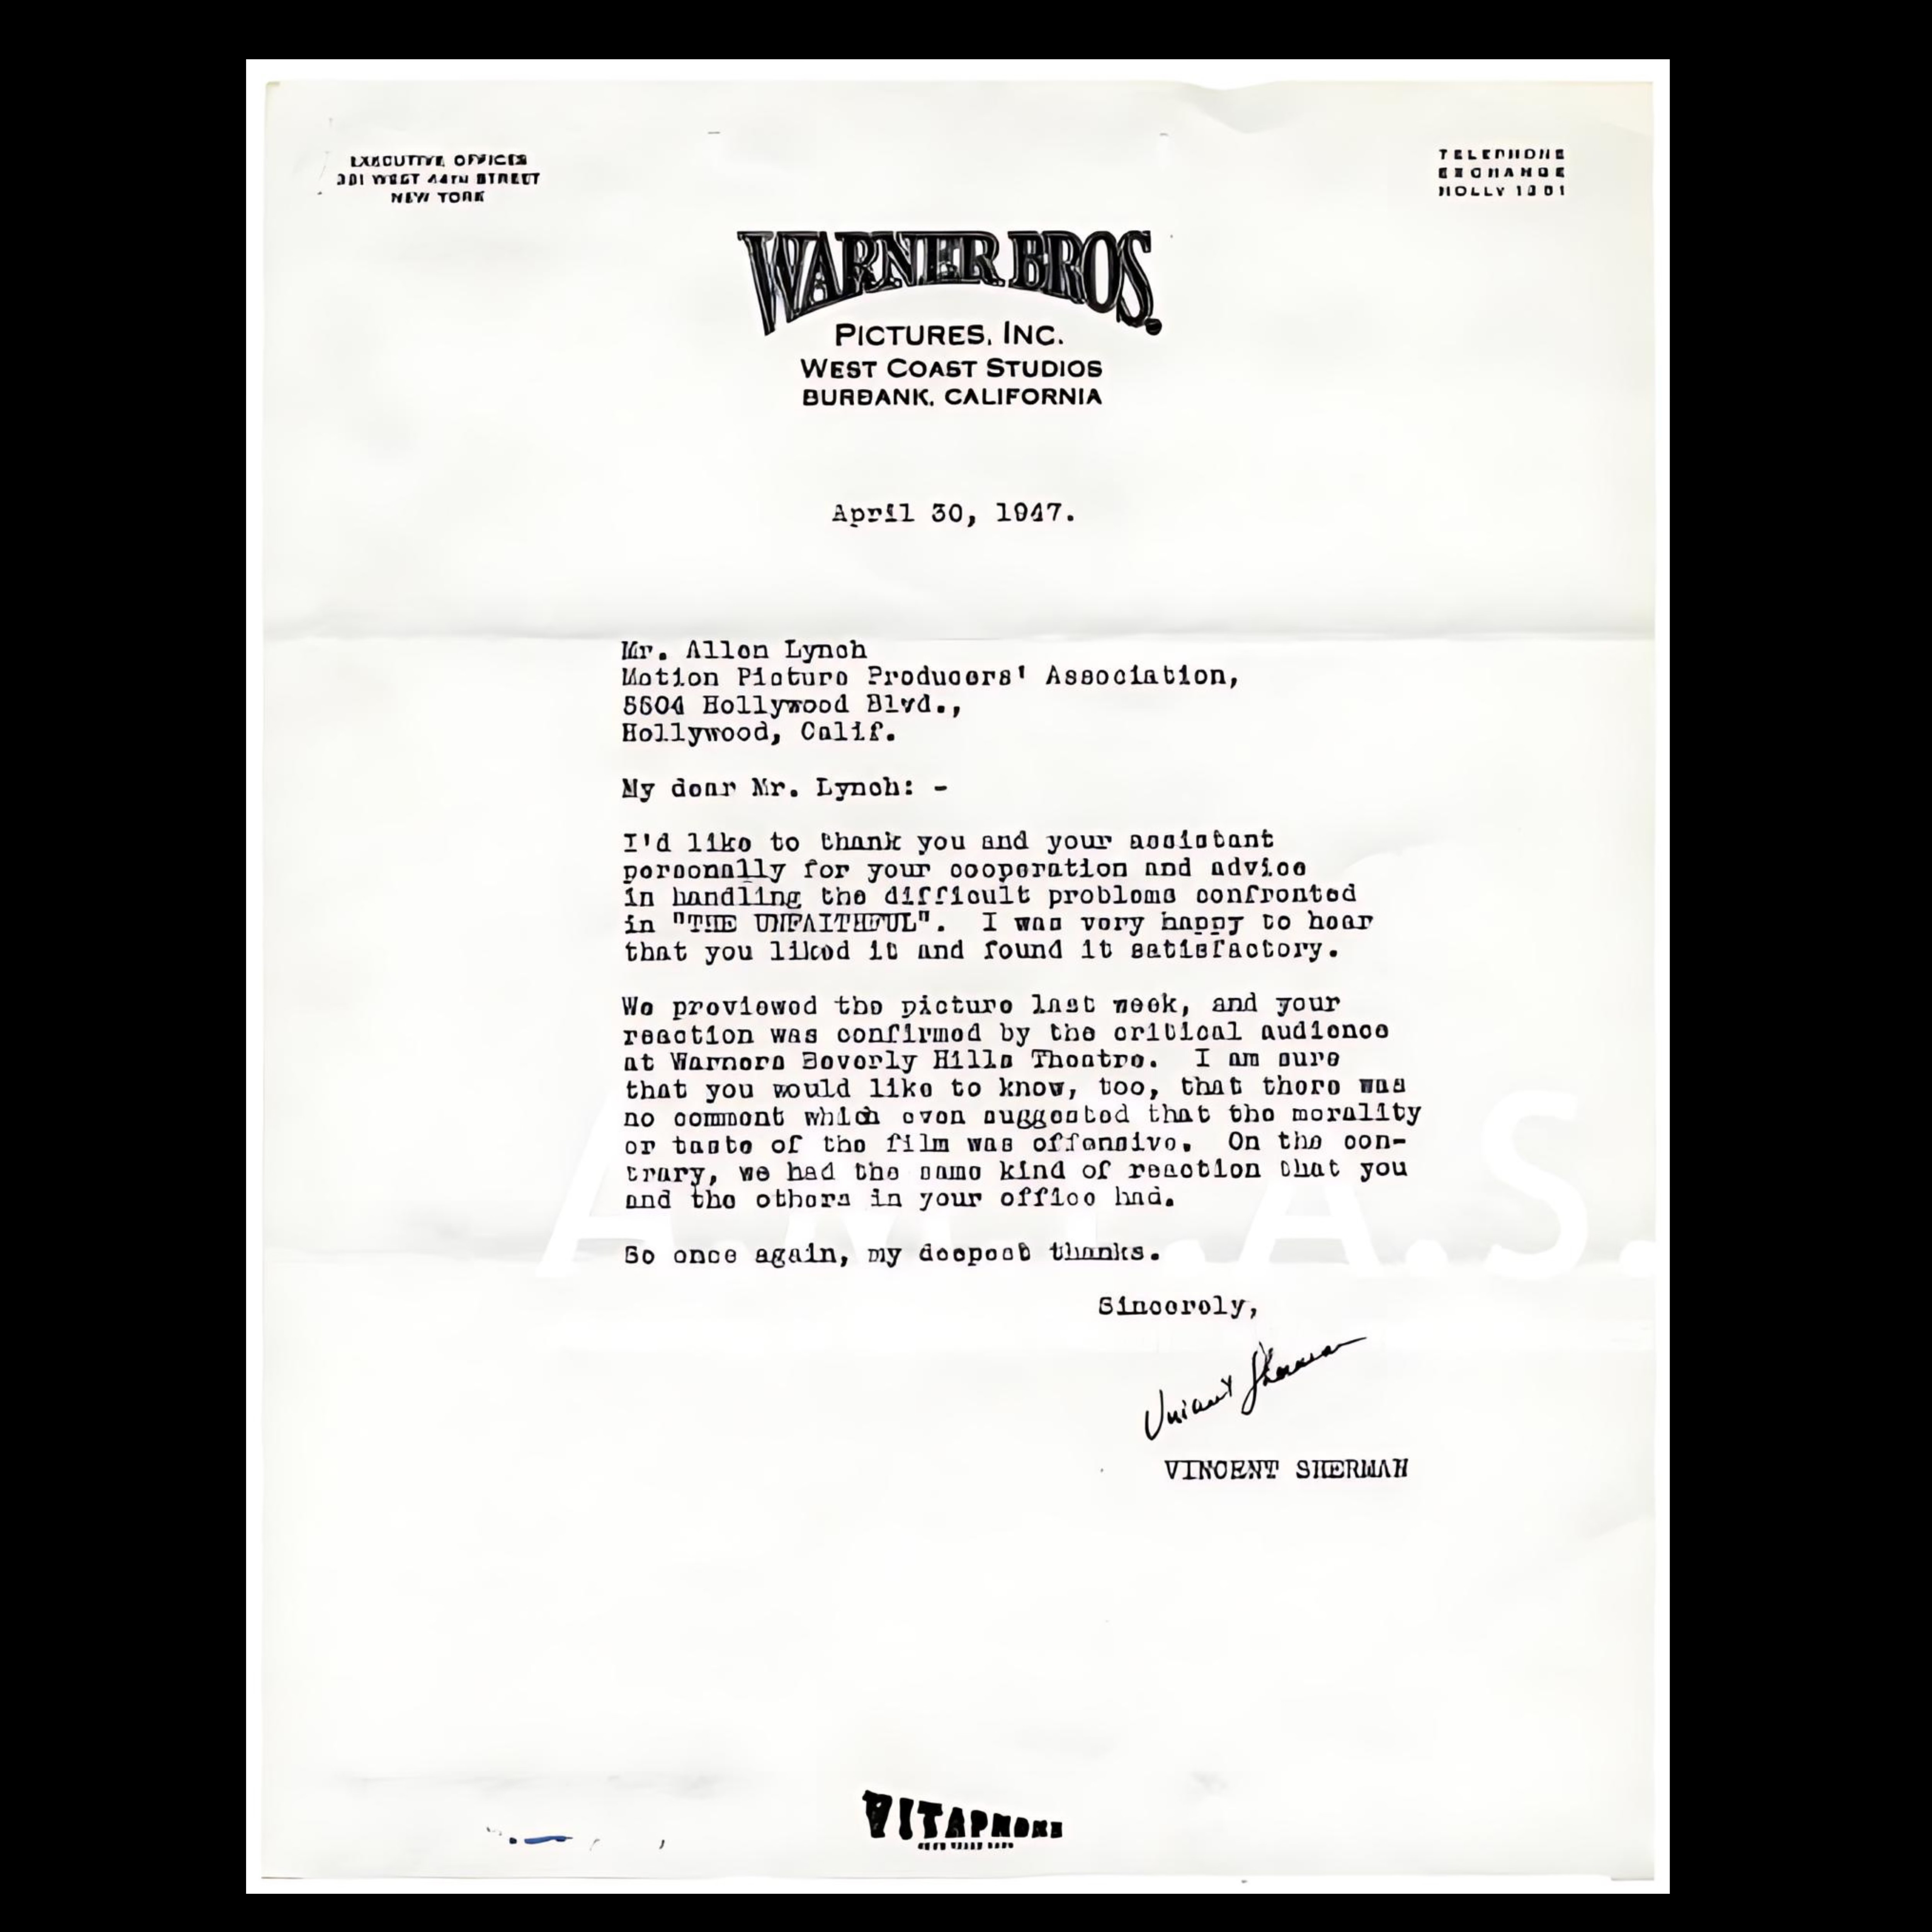 EXECUTIVE OFFICES
321 WEST 44TH STREET
NEW YORK
TELEPHONE
EXCHANGE
HOLLY 1251
WARNER BROS.
PICTURES, INC.
WEST COAST STUDIOS
BURBANK, CALIFORNIA
April 30, 1947.
Mr. Allen Lynch
Motion Picture Producers' Association,
5504 Hollywood Blvd.,
Hollywood, Calif.
My dear Mr. Lynch: -
I'd like to thank you and your assistant
personally for your cooperation and advice
in handling the difficult problems confronted
in "THE UNFAITHFUL".  I was very happy to hear
that you liked it and found it satisfactory.
We previewed the picture last week, and your
reaction was confirmed by the critical audience
at Warners Beverly Hills Theatre.  I am sure
that you would like to know, too, that there was
no comment which even suggested that the morality
or taste of the film was offensive.  On the con-
trary, we had the same kind of reaction that you
and the others in your office had.
So once again, my deepest thanks.
Sincerely,
Vincent Sherman
VINCENT SHERMAN
VITAPHONE